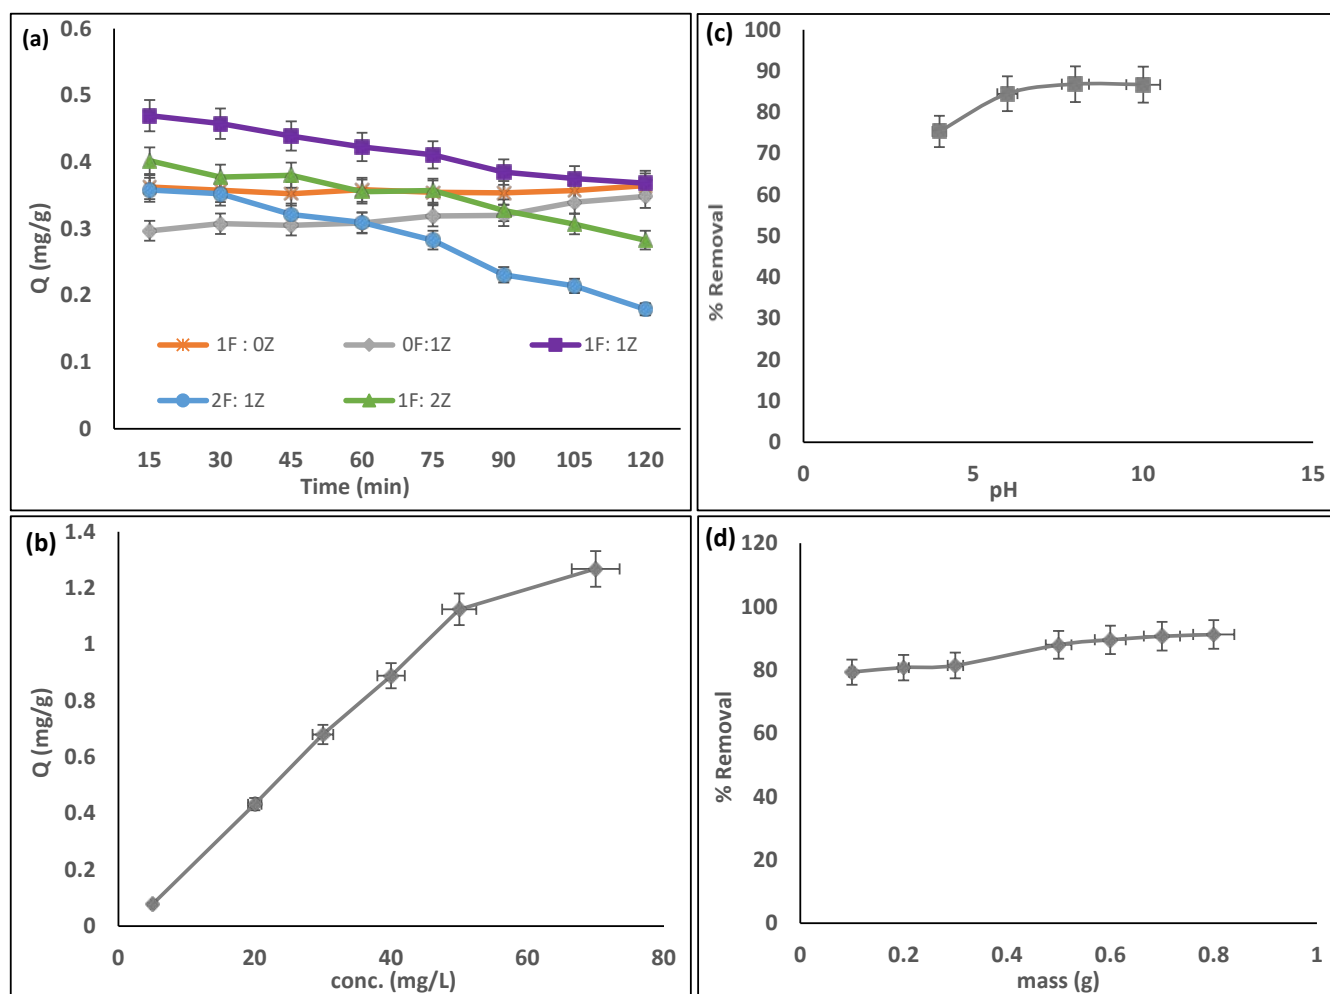 (a)
0.6
0.5
0.4
0.3
0.2
0.1
0
Q (mg/g)
1F : 0Z
0F:1Z
1F: 1Z
2F: 1Z
1F: 2Z
15 30 45 60 75 90 105 120
Time (min)
(c)
100
90
80
70
60
50
40
30
20
10
0
% Removal
0 5 10 15
pH
(b)
1.4
1.2
1
0.8
0.6
0.4
0.2
0
Q (mg/g)
0 20 40 60 80
conc. (mg/L)
(d)
120
100
80
60
40
20
0
% Removal
0 0.2 0.4 0.6 0.8 1
mass (g)